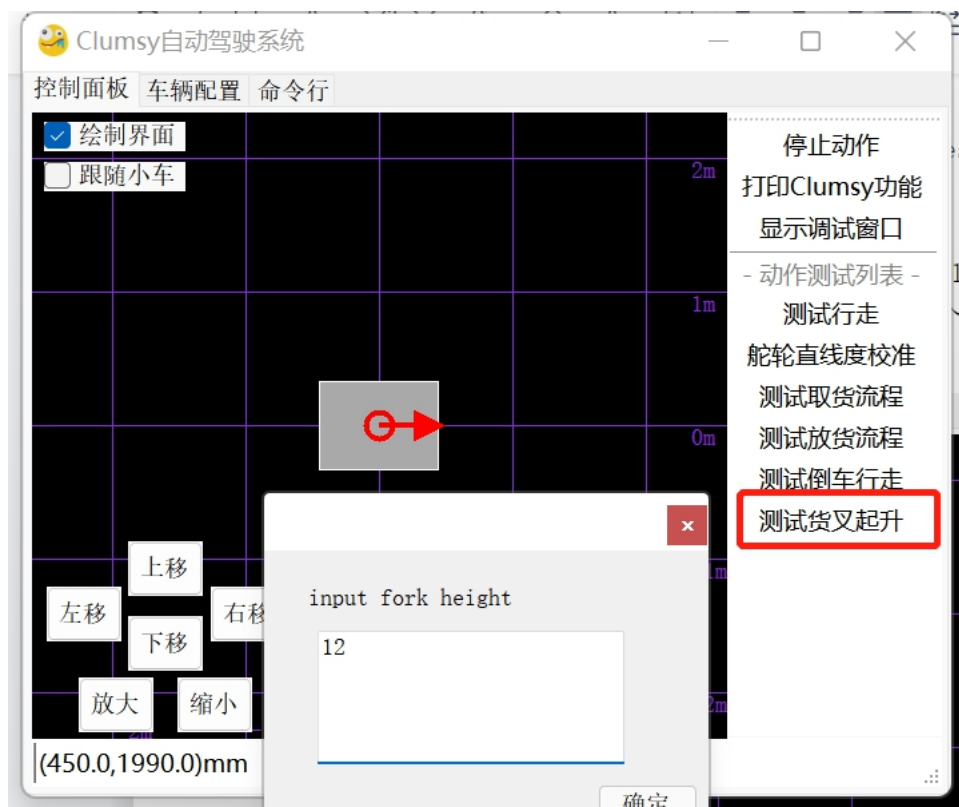 Clumsy自动驾驶系统
控制面板 车辆配置 命令行
绘制界面
跟随小车
2m
1m
0m
停止动作
打印Clumsy功能
显示调试窗口
- 动作测试列表 -
测试行走
舵轮直线度校准
测试取货流程
测试放货流程
测试倒车行走
测试货叉起升
上移
左移
右移
下移
放大
缩小
input fork height
12
确定
(450.0,1990.0)mm